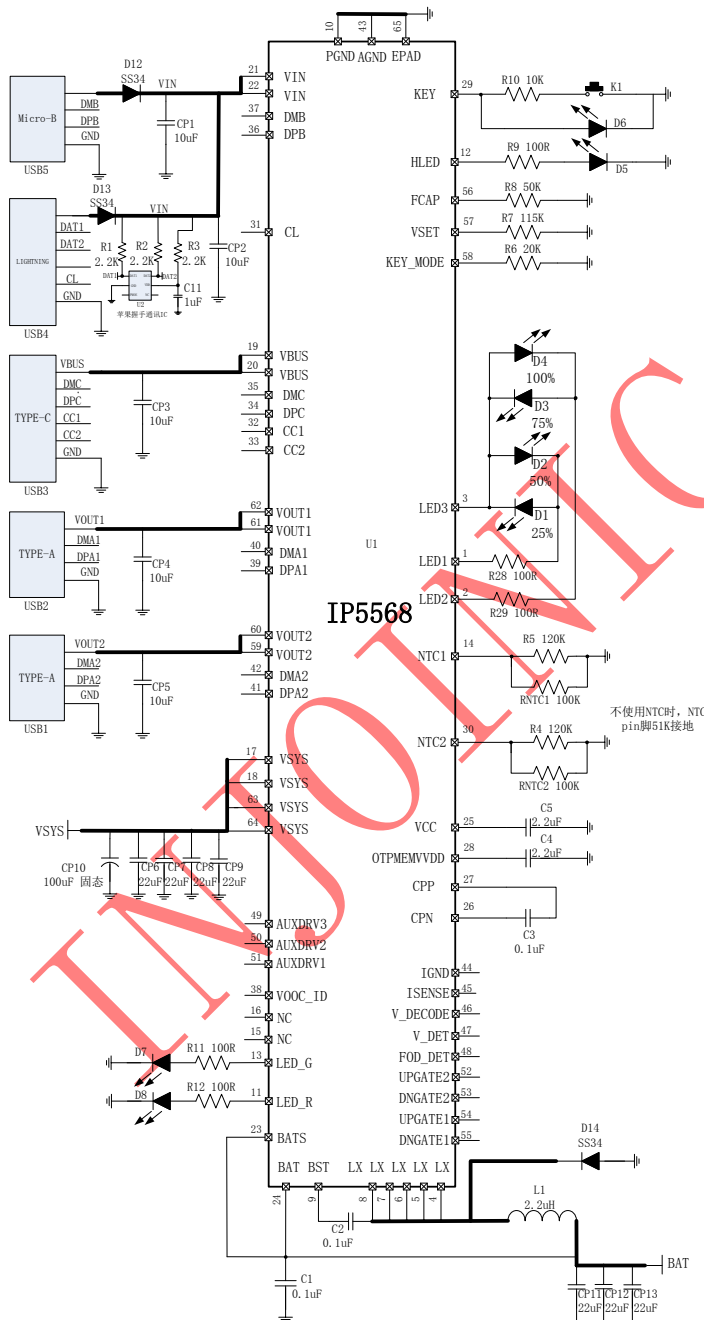 10
43
65
PGND AGND EPAD
D12
SS34
VIN
Micro-B
DMB
DPB
GND
USB5
CP1
10uF
21
VIN
22
VIN
37
DMB
36
DPB
29
KEY
R10 10K
K1
D6
12
HLED
R9 100R
D5
56
FCAP
R8 50K
57
VSET
R7 115K
58
KEY_MODE
R6 20K
D13
SS34
VIN
LIGHTNING
DAT1
DAT2
CL
GND
USB4
R1
2.2K
R2
2.2K
R3
2.2K
DAT1
DAT2
U2
苹果握手通讯IC
C11
1uF
CP2
10uF
31
CL
TYPE-C
VBUS
DMC
DPC
CC1
CC2
GND
USB3
CP3
10uF
19
VBUS
20
VBUS
35
DMC
34
DPC
32
CC1
33
CC2
D4
100%
D3
75%
D2
50%
D1
25%
3
LED3
1
LED1
R28 100R
2
LED2
R29 100R
TYPE-A
VOUT1
DMA1
DPA1
GND
USB2
CP4
10uF
62
VOUT1
61
VOUT1
40
DMA1
39
DPA1
U1
IP5568
TYPE-A
VOUT2
DMA2
DPA2
GND
USB1
CP5
10uF
60
VOUT2
59
VOUT2
42
DMA2
41
DPA2
14
NTC1
R5 120K
RNTC1 100K
30
NTC2
R4 120K
RNTC2 100K
不使用NTC时，NTC
pin脚51K接地
17
VSYS
18
VSYS
63
VSYS
64
VSYS
VSYS
CP10
100uF 固态
CP6
22uF
CP7
22uF
CP8
22uF
CP9
22uF
25
VCC
C5
2.2uF
28
OTPMEMVVDD
C4
2.2uF
27
CPP
26
CPN
C3
0.1uF
49
AUXDRV3
50
AUXDRV2
51
AUXDRV1
38
VOOC_ID
16
NC
15
NC
13
LED_G
R11 100R
D7
11
LED_R
R12 100R
D8
23
BATS
44
IGND
45
ISENSE
46
V_DECODE
47
V_DET
48
FOD_DET
52
UPGATE2
53
DNGATE2
54
UPGATE1
55
DNGATE1
BAT BST LX LX LX LX LX
24
9
8
7
6
5
4
C2
0.1uF
C1
0.1uF
D14
SS34
L1
2.2uH
BAT
CP11
22uF
CP12
22uF
CP13
22uF
INJOINIC